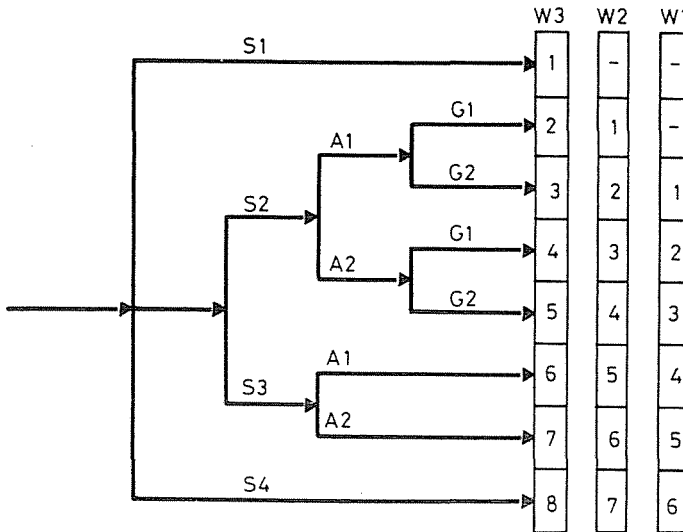 W3 W2 W1
S1 1 - -
G1 2 1 -
A1
G2 3 2 1
S2
G1 4 3 2
A2
G2 5 4 3
A1 6 5 4
S3
A2 7 6 5
S4 8 7 6